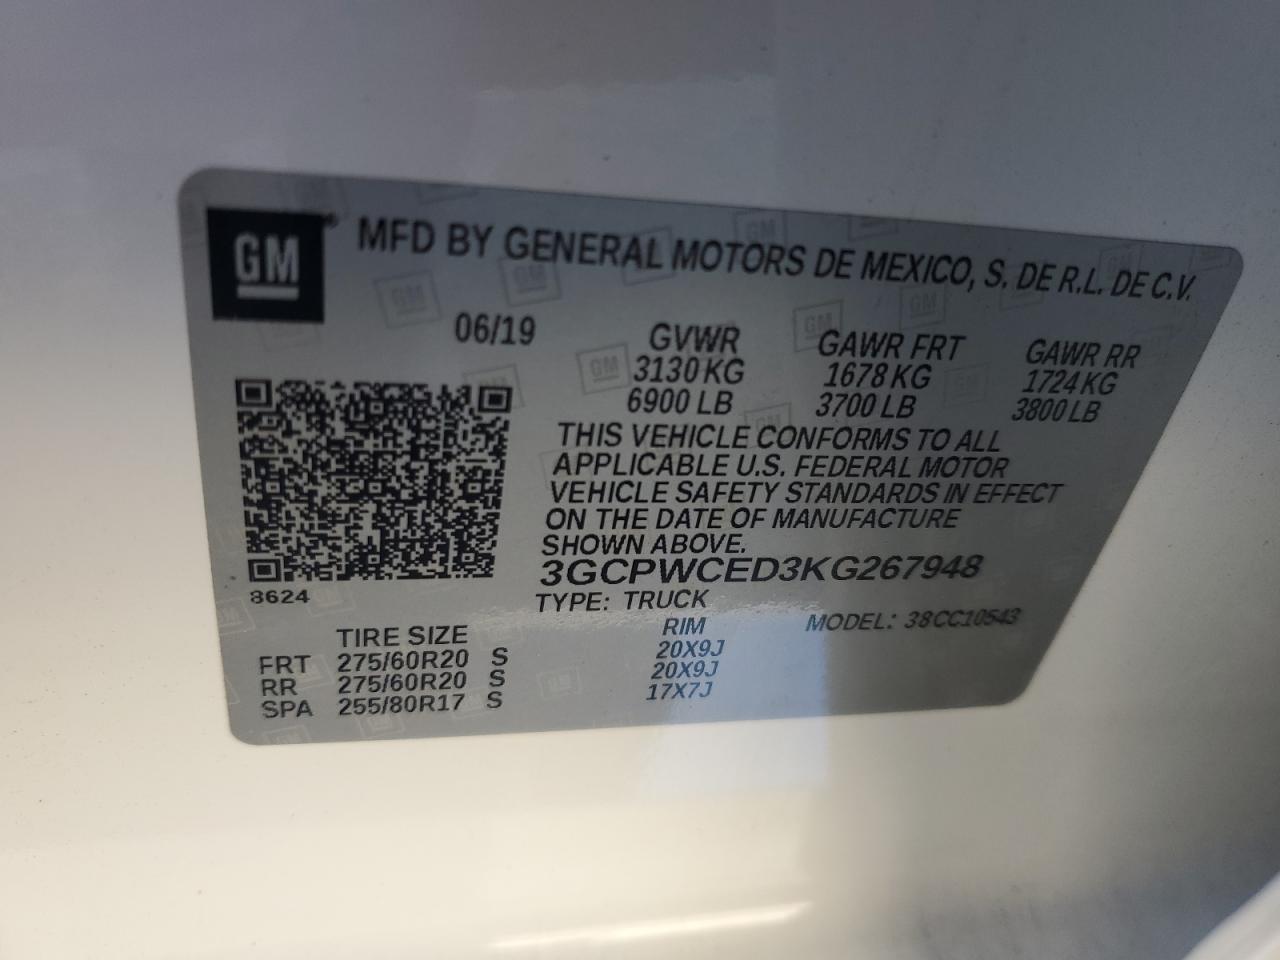 GM® MFD BY GENERAL MOTORS DE MEXICO, S. DE R.L. DE C.V.
06/19 GVWR GAWR FRT GAWR RR
3130 KG 1678 KG 1724 KG
6900 LB 3700 LB 3800 LB
THIS VEHICLE CONFORMS TO ALL
APPLICABLE U.S. FEDERAL MOTOR
VEHICLE SAFETY STANDARDS IN EFFECT
ON THE DATE OF MANUFACTURE
SHOWN ABOVE.
3GCPWCED3KG267948
8624
TYPE: TRUCK
MODEL: 38CC10543
TIRE SIZE RIM
FRT 275/60R20 S 20X9J
RR 275/60R20 S 20X9J
SPA 255/80R17 S 17X7J